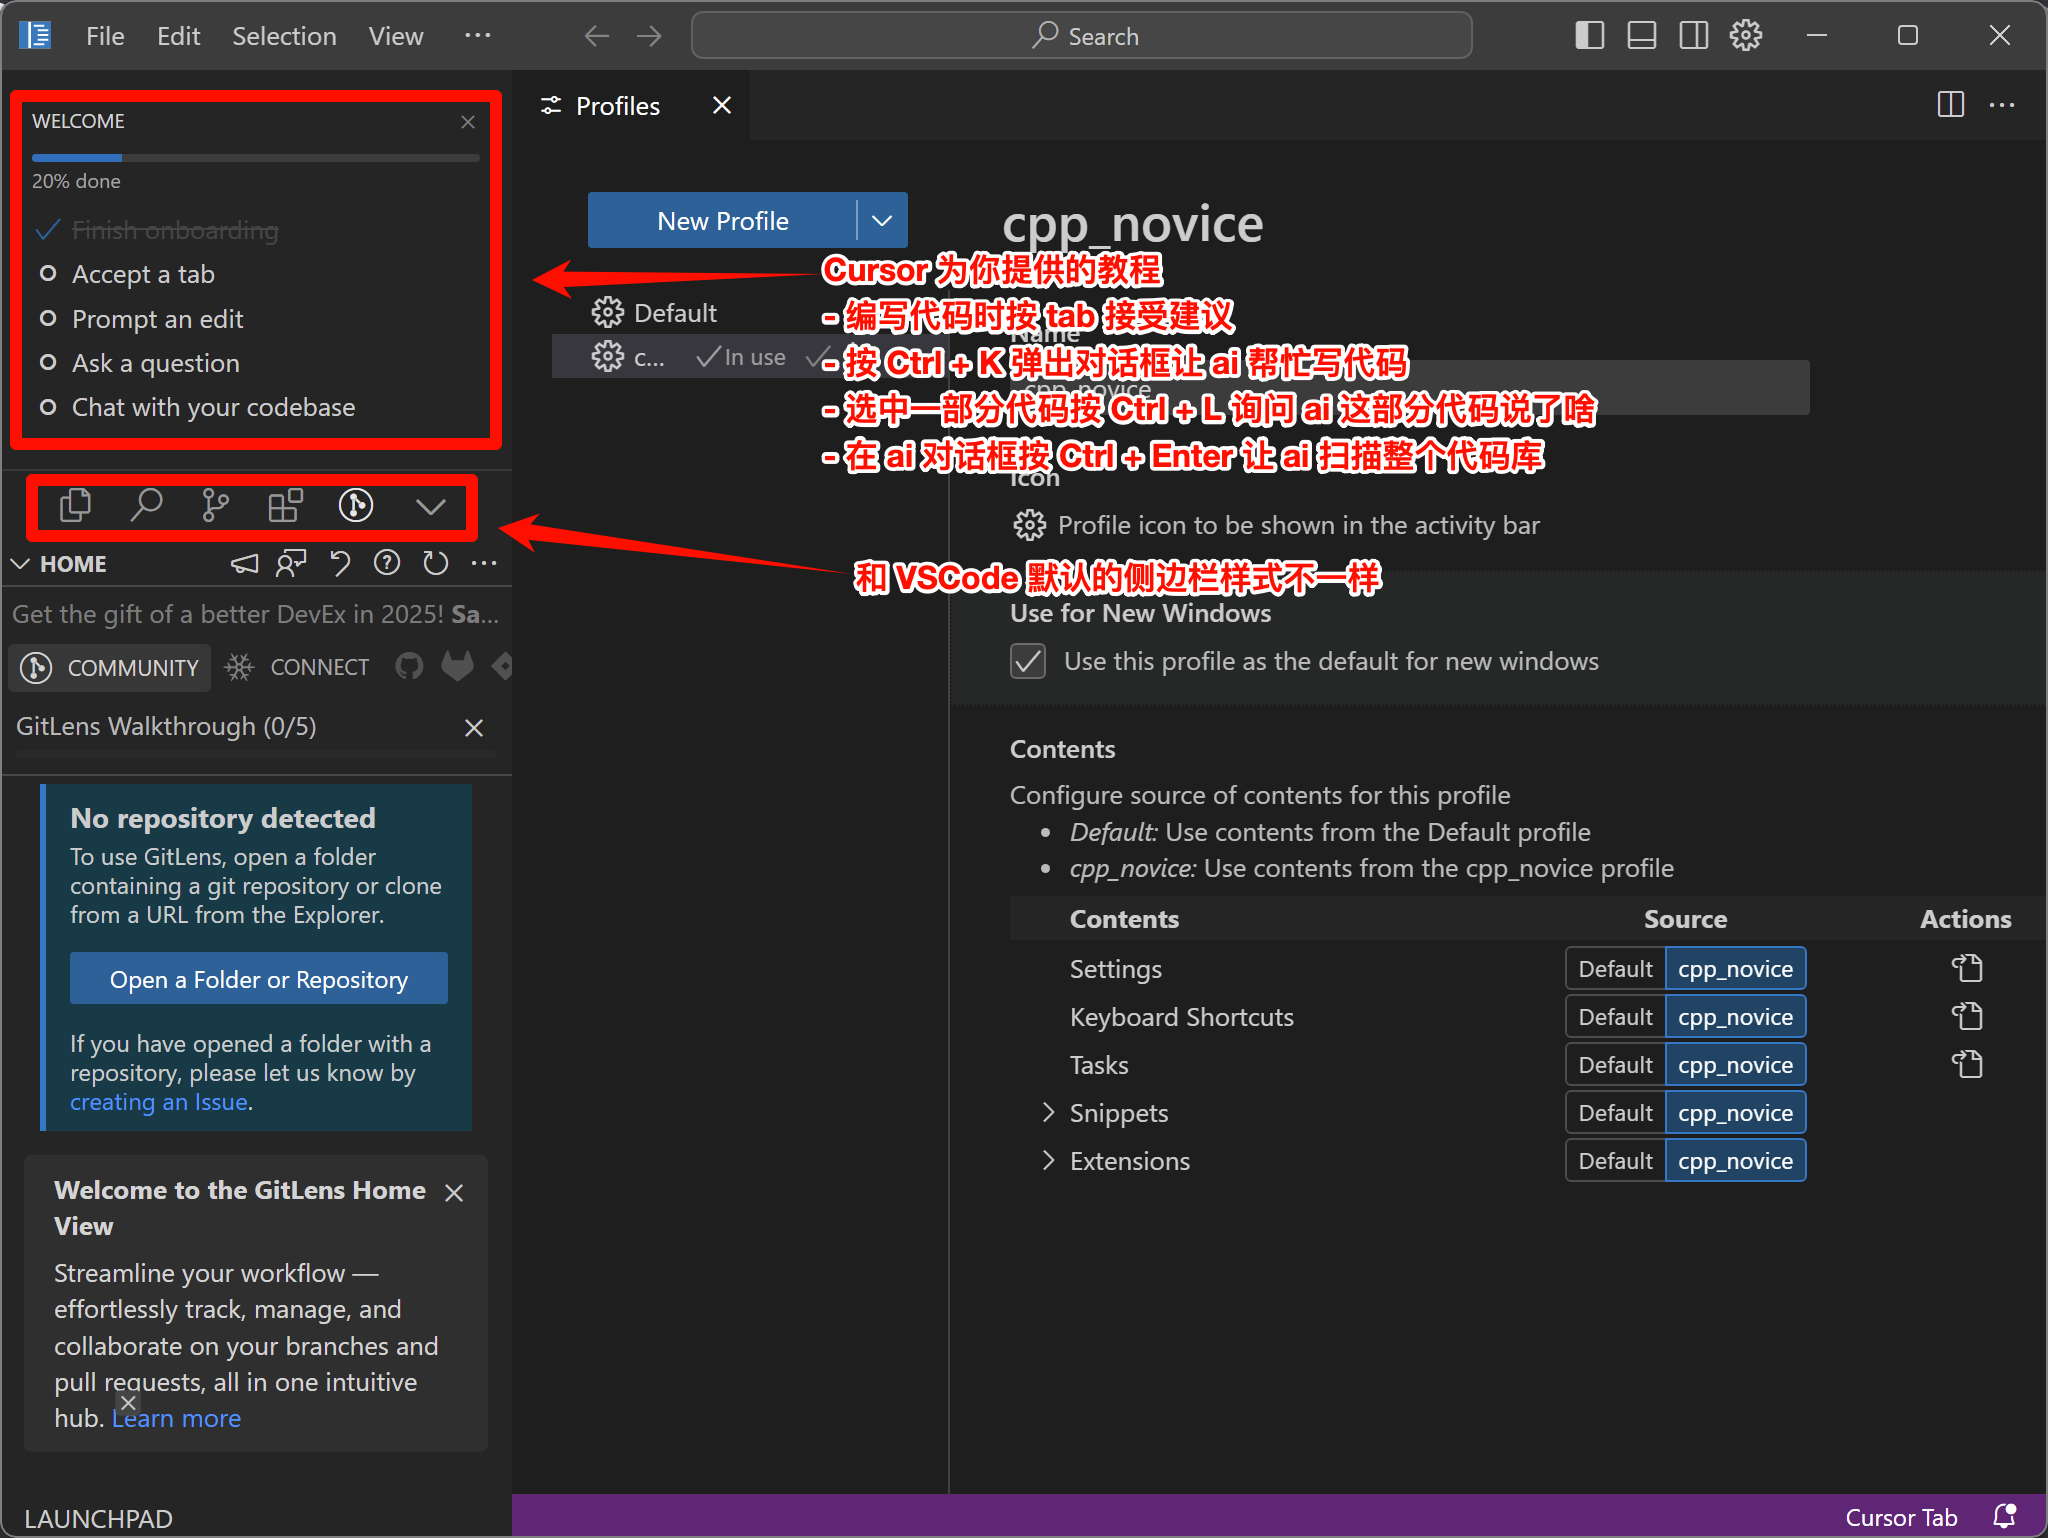 File Edit Selection View ··· Search
WELCOME
20% done
Finish onboarding
Accept a tab
Prompt an edit
Ask a question
Chat with your codebase
HOME
Get the gift of a better DevEx in 2025! Sa...
COMMUNITY CONNECT
GitLens Walkthrough (0/5)
No repository detected
To use GitLens, open a folder
containing a git repository or clone
from a URL from the Explorer.
Open a Folder or Repository
If you have opened a folder with a
repository, please let us know by
creating an Issue.
Welcome to the GitLens Home
View
Streamline your workflow —
effortlessly track, manage, and
collaborate on your branches and
pull requests, all in one intuitive
hub. Learn more
LAUNCHPAD
Profiles
New Profile
Default
c... In use
cpp_novice
Cursor 为你提供的教程
- 编写代码时按 tab 接受建议
Name
- 按 Ctrl + K 弹出对话框让 ai 帮忙写代码
cpp_novice
- 选中一部分代码按 Ctrl + L 询问 ai 这部分代码说了啥
- 在 ai 对话框按 Ctrl + Enter 让 ai 扫描整个代码库
Icon
Profile icon to be shown in the activity bar
和 VSCode 默认的侧边栏样式不一样
Use for New Windows
Use this profile as the default for new windows
Contents
Configure source of contents for this profile
• Default: Use contents from the Default profile
• cpp_novice: Use contents from the cpp_novice profile
Contents Source Actions
Settings Default cpp_novice
Keyboard Shortcuts Default cpp_novice
Tasks Default cpp_novice
Snippets Default cpp_novice
Extensions Default cpp_novice
Cursor Tab